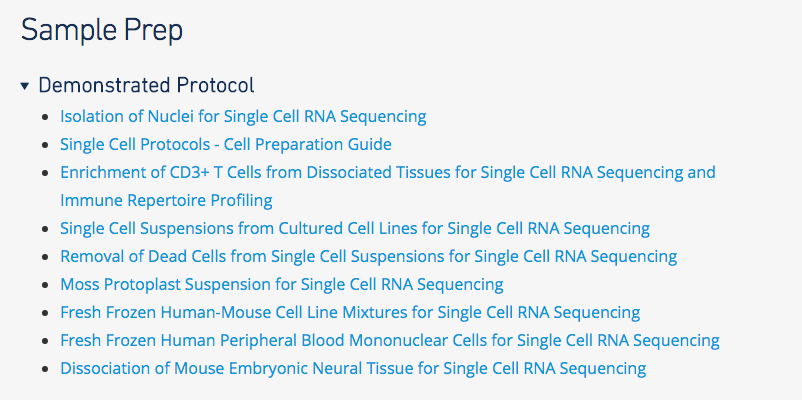 Sample Prep
Demonstrated Protocol
Isolation of Nuclei for Single Cell RNA Sequencing
Single Cell Protocols - Cell Preparation Guide
Enrichment of CD3+ T Cells from Dissociated Tissues for Single Cell RNA Sequencing and
Immune Repertoire Profiling
Single Cell Suspensions from Cultured Cell Lines for Single Cell RNA Sequencing
Removal of Dead Cells from Single Cell Suspensions for Single Cell RNA Sequencing
Moss Protoplast Suspension for Single Cell RNA Sequencing
Fresh Frozen Human-Mouse Cell Line Mixtures for Single Cell RNA Sequencing
Fresh Frozen Human Peripheral Blood Mononuclear Cells for Single Cell RNA Sequencing
Dissociation of Mouse Embryonic Neural Tissue for Single Cell RNA Sequencing